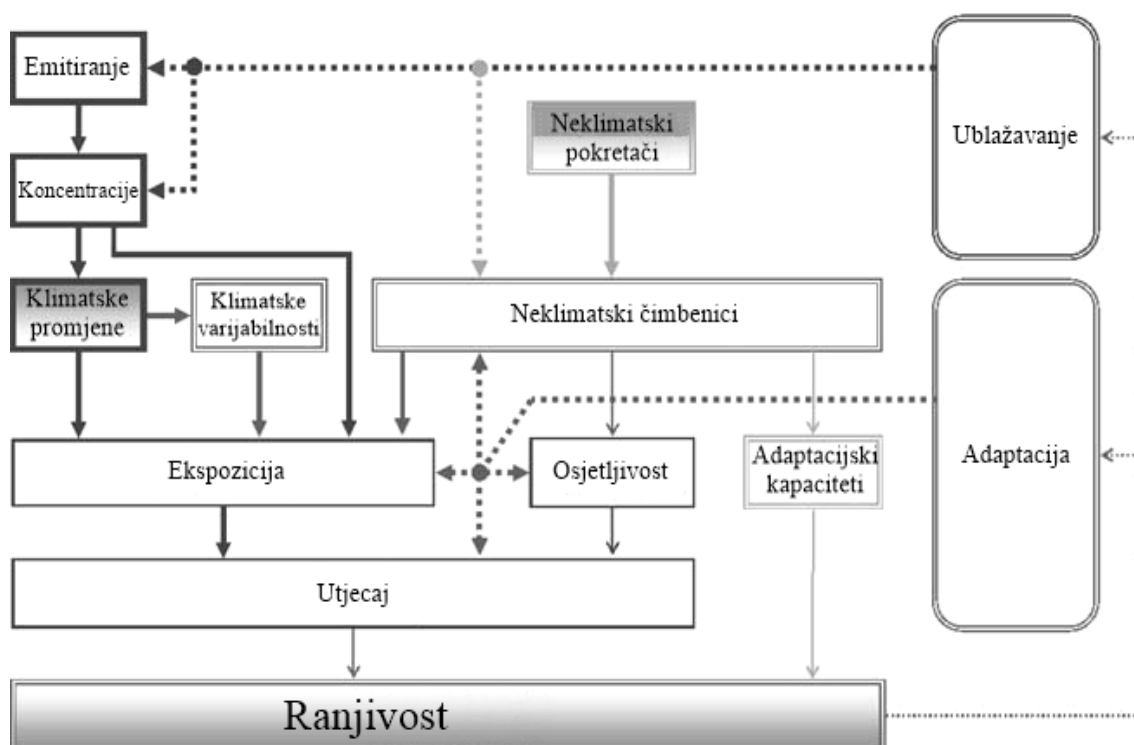 Emitiranje
Neklimatski
pokretači
Ublažavanje
Koncentracije
Klimatske
promjene
Klimatske
varijabilnosti
Neklimatski čimbenici
Ekspozicija
Osjetljivost
Adaptacijski
kapaciteti
Adaptacija
Utjecaj
Ranjivost